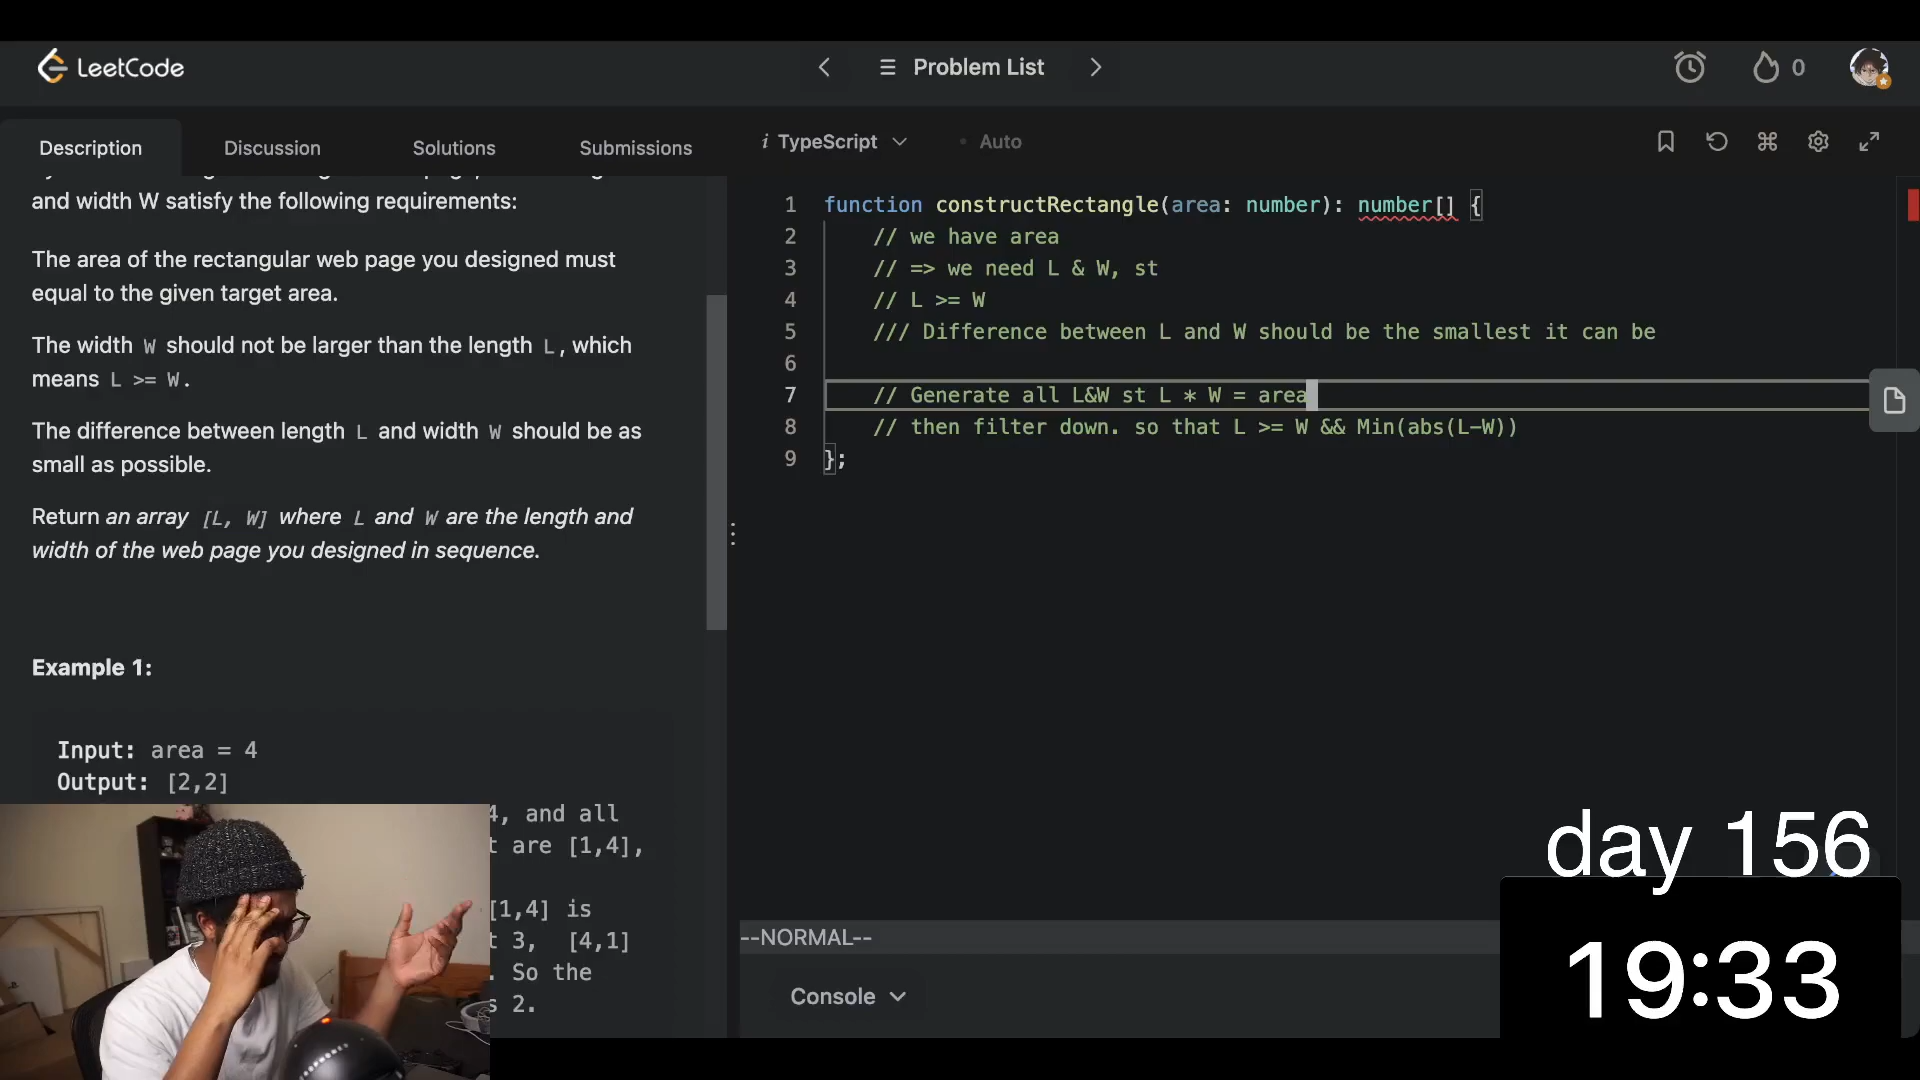 LeetCode
Problem List
0
Description
Discussion
Solutions
Submissions
i TypeScript
• Auto
and width W satisfy the following requirements:
The area of the rectangular web page you designed must
equal to the given target area.
The width W should not be larger than the length L, which
means L >= W.
The difference between length L and width W should be as
small as possible.
Return an array [L, W] where L and W are the length and
width of the web page you designed in sequence.
Example 1:
Input: area = 4
Output: [2,2]
4, and all
t are [1,4],
[1,4] is
t 3, [4,1]
. So the
s 2.
1 function constructRectangle(area: number): number[] {
2 // we have area
3 // => we need L & W, st
4 // L >= W
5 /// Difference between L and W should be the smallest it can be
6
7 // Generate all L&W st L * W = area
8 // then filter down. so that L >= W && Min(abs(L-W))
9 };
--NORMAL--
Console
day 156
19:33